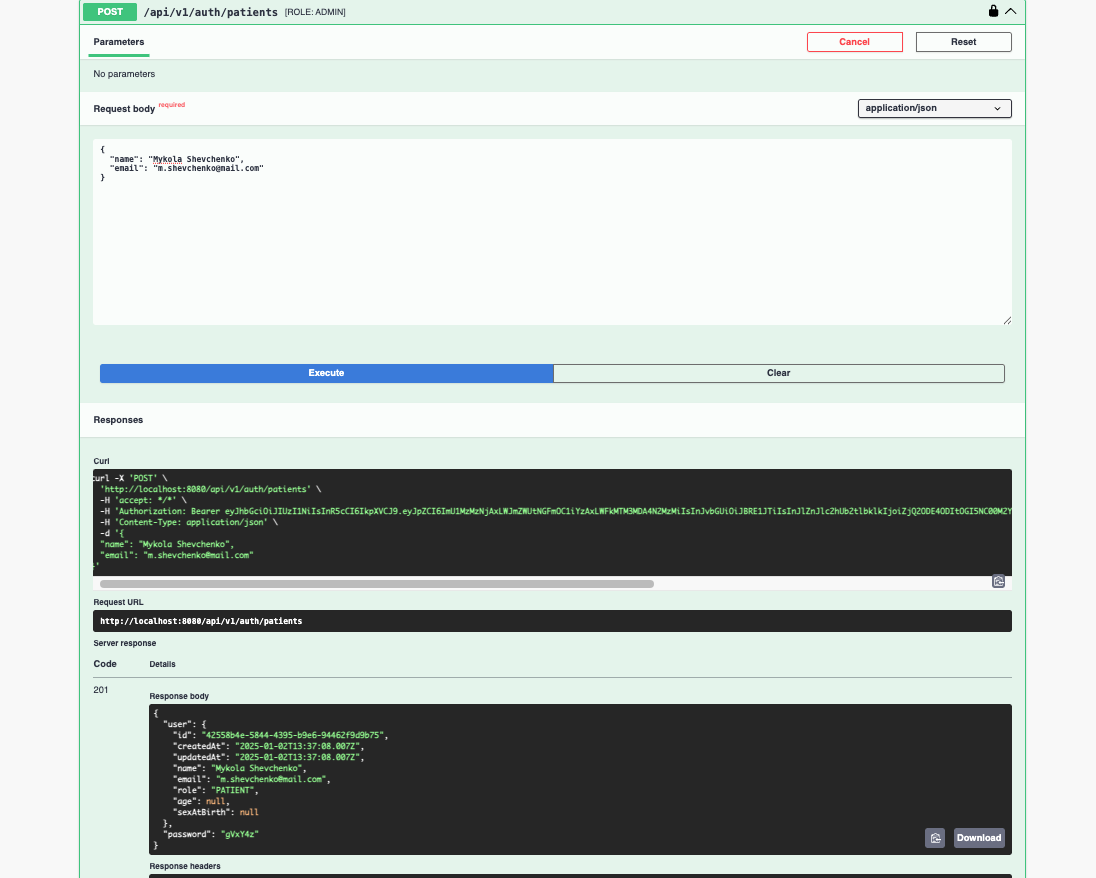 POST /api/v1/auth/patients [ROLE: ADMIN]
Parameters
Cancel
Reset
No parameters
Request body required
application/json
{
"name": "Mykola Shevchenko",
"email": "m.shevchenko@mail.com"
}
Execute
Clear
Responses
Curl
curl -X 'POST' \
'http://localhost:8080/api/v1/auth/patients' \
-H 'accept: */*' \
-H 'Authorization: Bearer
-H 'Content-Type: application/json' \
-d '{
"name": "Mykola Shevchenko",
"email": "m.shevchenko@mail.com"
}'
Request URL
http://localhost:8080/api/v1/auth/patients
Server response
Code Details
201
Response body
{
"user": {
"id": "42558b4e-5844-4395-b9e6-94462f9d9b75",
"createdAt": "2025-01-02T13:37:08.007Z",
"updatedAt": "2025-01-02T13:37:08.007Z",
"name": "Mykola Shevchenko",
"email": "m.shevchenko@mail.com",
"role": "PATIENT",
"age": null,
"sexAtBirth": null
},
"password": "gVxY4z"
}
Download
Response headers